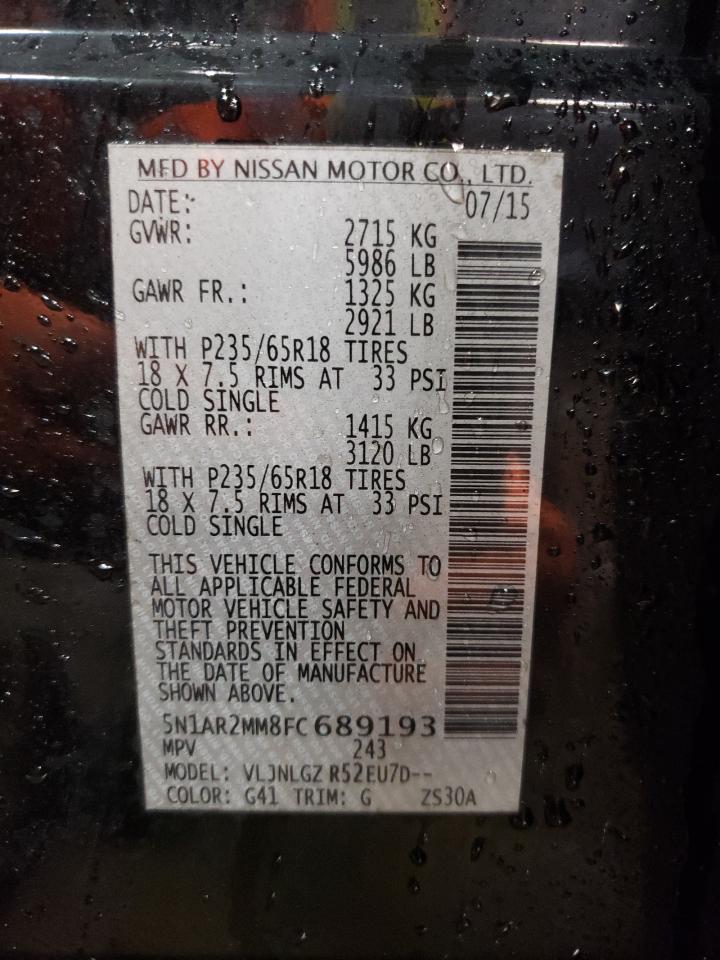 MFD BY NISSAN MOTOR CO., LTD.
DATE: 07/15
GVWR: 2715 KG
5986 LB
GAWR FR.: 1325 KG
2921 LB
WITH P235/65R18 TIRES
18 X 7.5 RIMS AT 33 PSI
COLD SINGLE
GAWR RR.: 1415 KG
3120 LB
WITH P235/65R18 TIRES
18 X 7.5 RIMS AT 33 PSI
COLD SINGLE
THIS VEHICLE CONFORMS TO
ALL APPLICABLE FEDERAL
MOTOR VEHICLE SAFETY AND
THEFT PREVENTION
STANDARDS IN EFFECT ON
THE DATE OF MANUFACTURE
SHOWN ABOVE.
5N1AR2MM8FC689193
MPV 243
MODEL: VLJNLGZ R52EU7D--
COLOR: G41 TRIM: G ZS30A